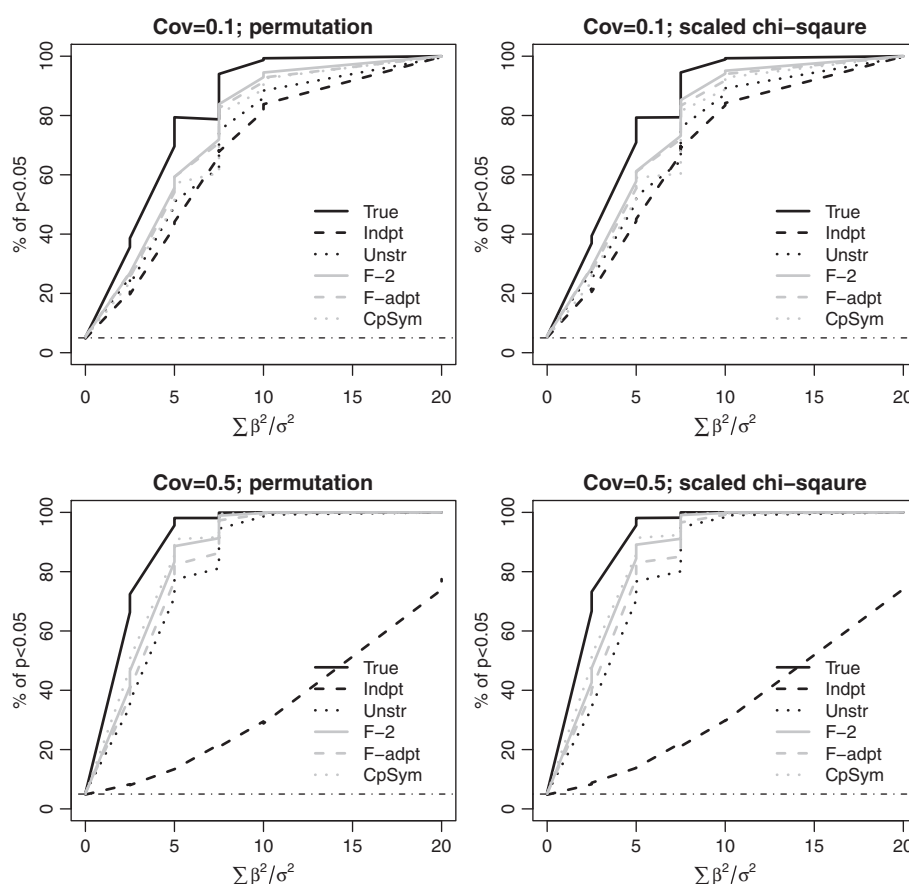 Cov=0.1; permutation
% of p<0.05
100
80
60
40
20
0
True
Indpt
Unstr
F−2
F−adpt
CpSym
0 5 10 15 20
∑ β²/σ²
Cov=0.1; scaled chi−sqaure
% of p<0.05
100
80
60
40
20
0
True
Indpt
Unstr
F−2
F−adpt
CpSym
0 5 10 15 20
∑ β²/σ²
Cov=0.5; permutation
% of p<0.05
100
80
60
40
20
0
True
Indpt
Unstr
F−2
F−adpt
CpSym
0 5 10 15 20
∑ β²/σ²
Cov=0.5; scaled chi−sqaure
% of p<0.05
100
80
60
40
20
0
True
Indpt
Unstr
F−2
F−adpt
CpSym
0 5 10 15 20
∑ β²/σ²